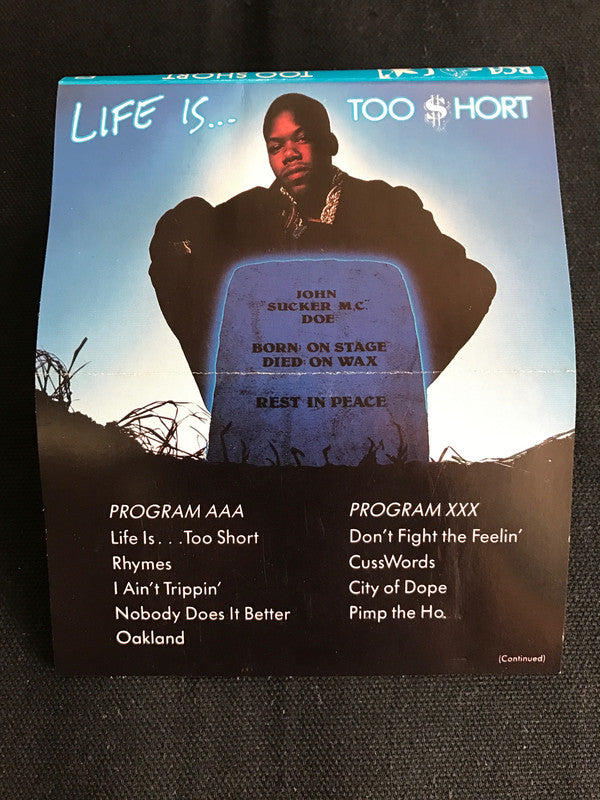 TOO SHORT RCA
LIFE IS... TOO $HORT
JOHN
"SUCKER M.C."
DOE
BORN: ON STAGE
DIED: ON WAX
REST IN PEACE
PROGRAM AAA
Life Is...Too Short
Rhymes
I Ain't Trippin'
Nobody Does It Better
Oakland
PROGRAM XXX
Don't Fight the Feelin'
CussWords
City of Dope
Pimp the Ho.
(Continued)